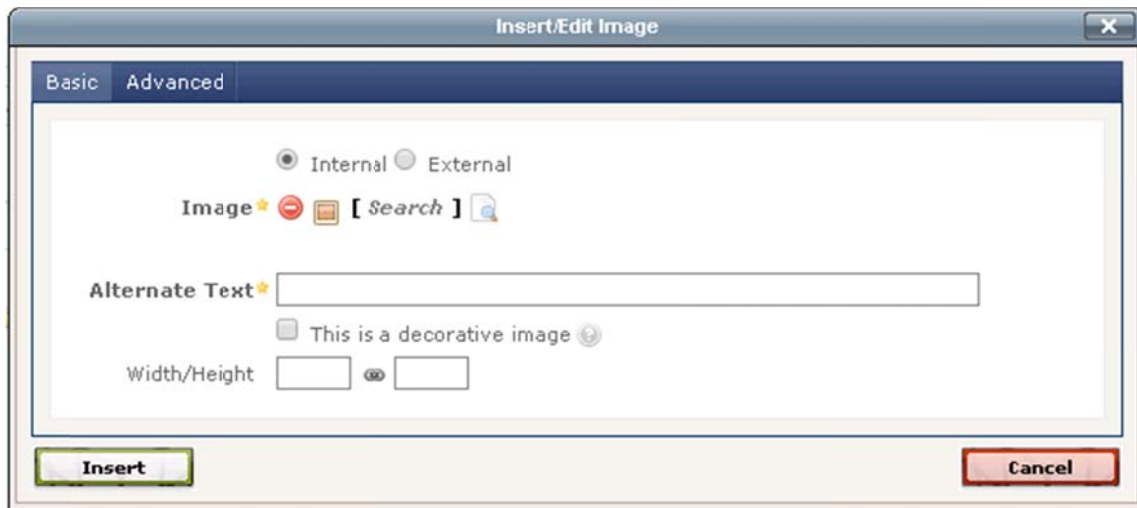 Insert/Edit Image
Basic Advanced
Internal External
Image [ Search ]
Alternate Text
This is a decorative image ?
Width/Height
Insert Cancel